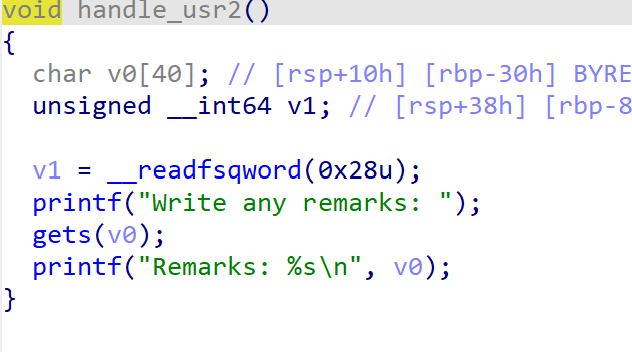 void handle_usr2()
{
char v0[40]; // [rsp+10h] [rbp-30h] BYRE
unsigned __int64 v1; // [rsp+38h] [rbp-8
v1 = __readfsqword(0x28u);
printf("Write any remarks: ");
gets(v0);
printf("Remarks: %s\n", v0);
}